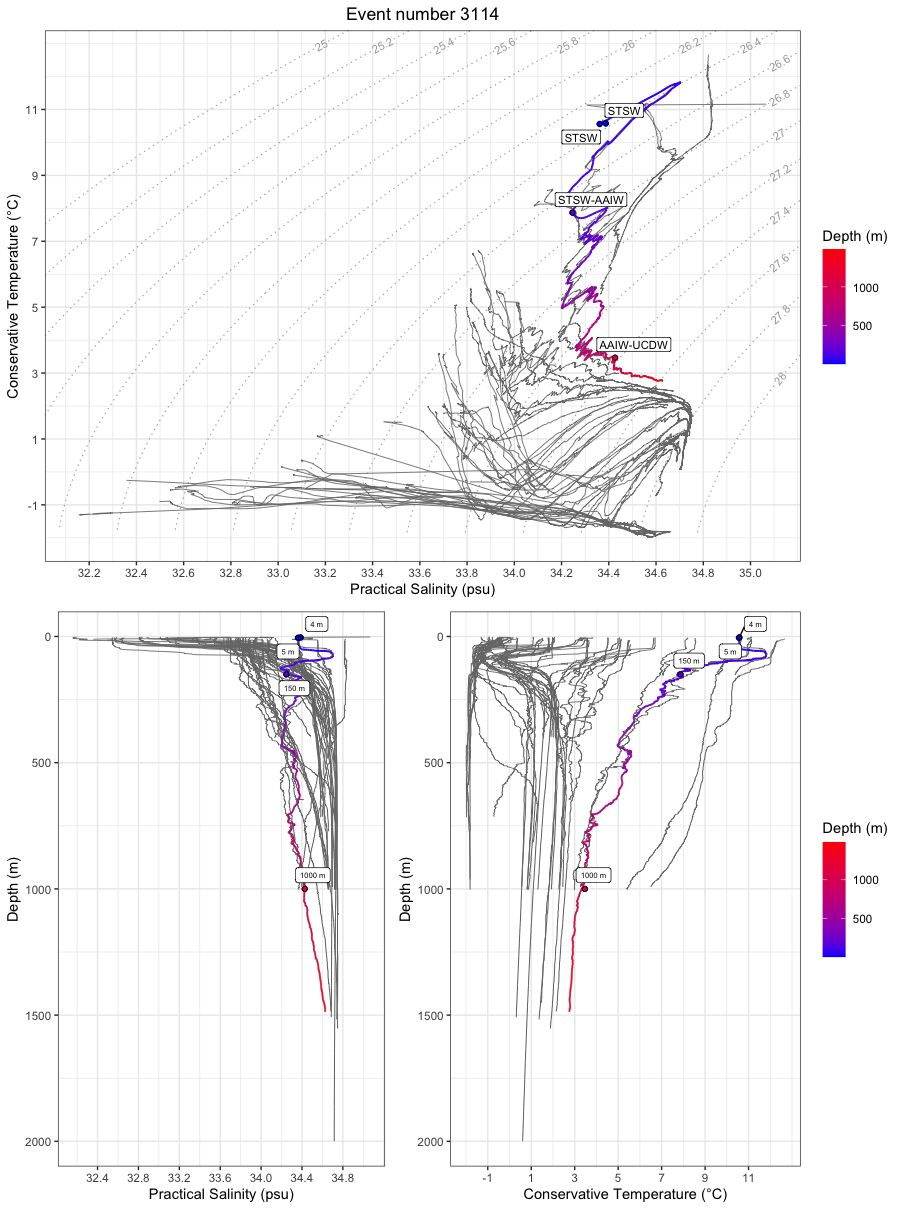 Event number 3114
25
25.2
25.4
25.6
25.8
26
26.2
26.4
26.6
26.8
27
27.2
27.4
27.6
27.8
28
STSW
STSW
STSW-AAIW
AAIW-UCDW
Conservative Temperature (°C)
11
9
7
5
3
1
-1
32.2 32.4 32.6 32.8 33.0 33.2 33.4 33.6 33.8 34.0 34.2 34.4 34.6 34.8 35.0
Practical Salinity (psu)
Depth (m)
1000
500
4 m
5 m
150 m
1000 m
Depth (m)
0
500
1000
1500
2000
32.4 32.8 33.2 33.6 34.0 34.4 34.8
Practical Salinity (psu)
4 m
5 m
150 m
1000 m
Depth (m)
0
500
1000
1500
2000
-1 1 3 5 7 9 11
Conservative Temperature (°C)
Depth (m)
1000
500